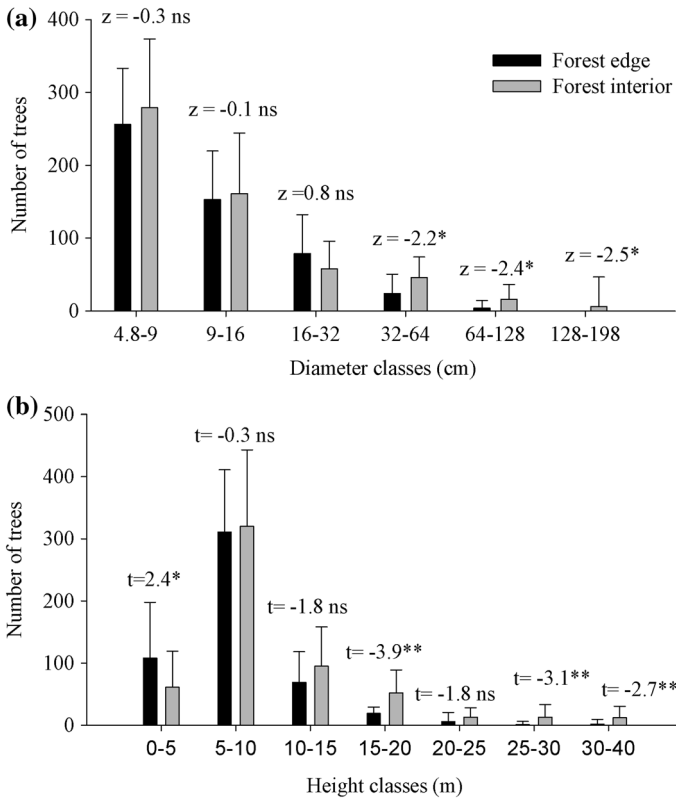 (a)
400
300
200
100
0
Number of trees
z = -0.3 ns
z = -0.1 ns
z =0.8 ns
z = -2.2*
z = -2.4*
z = -2.5*
Forest edge
Forest interior
4.8-9 9-16 16-32 32-64 64-128 128-198
Diameter classes (cm)
(b)
500
400
300
200
100
0
Number of trees
t=2.4*
t= -0.3 ns
t= -1.8 ns
t= -3.9**
t= -1.8 ns
t= -3.1**
t= -2.7**
0-5 5-10 10-15 15-20 20-25 25-30 30-40
Height classes (m)